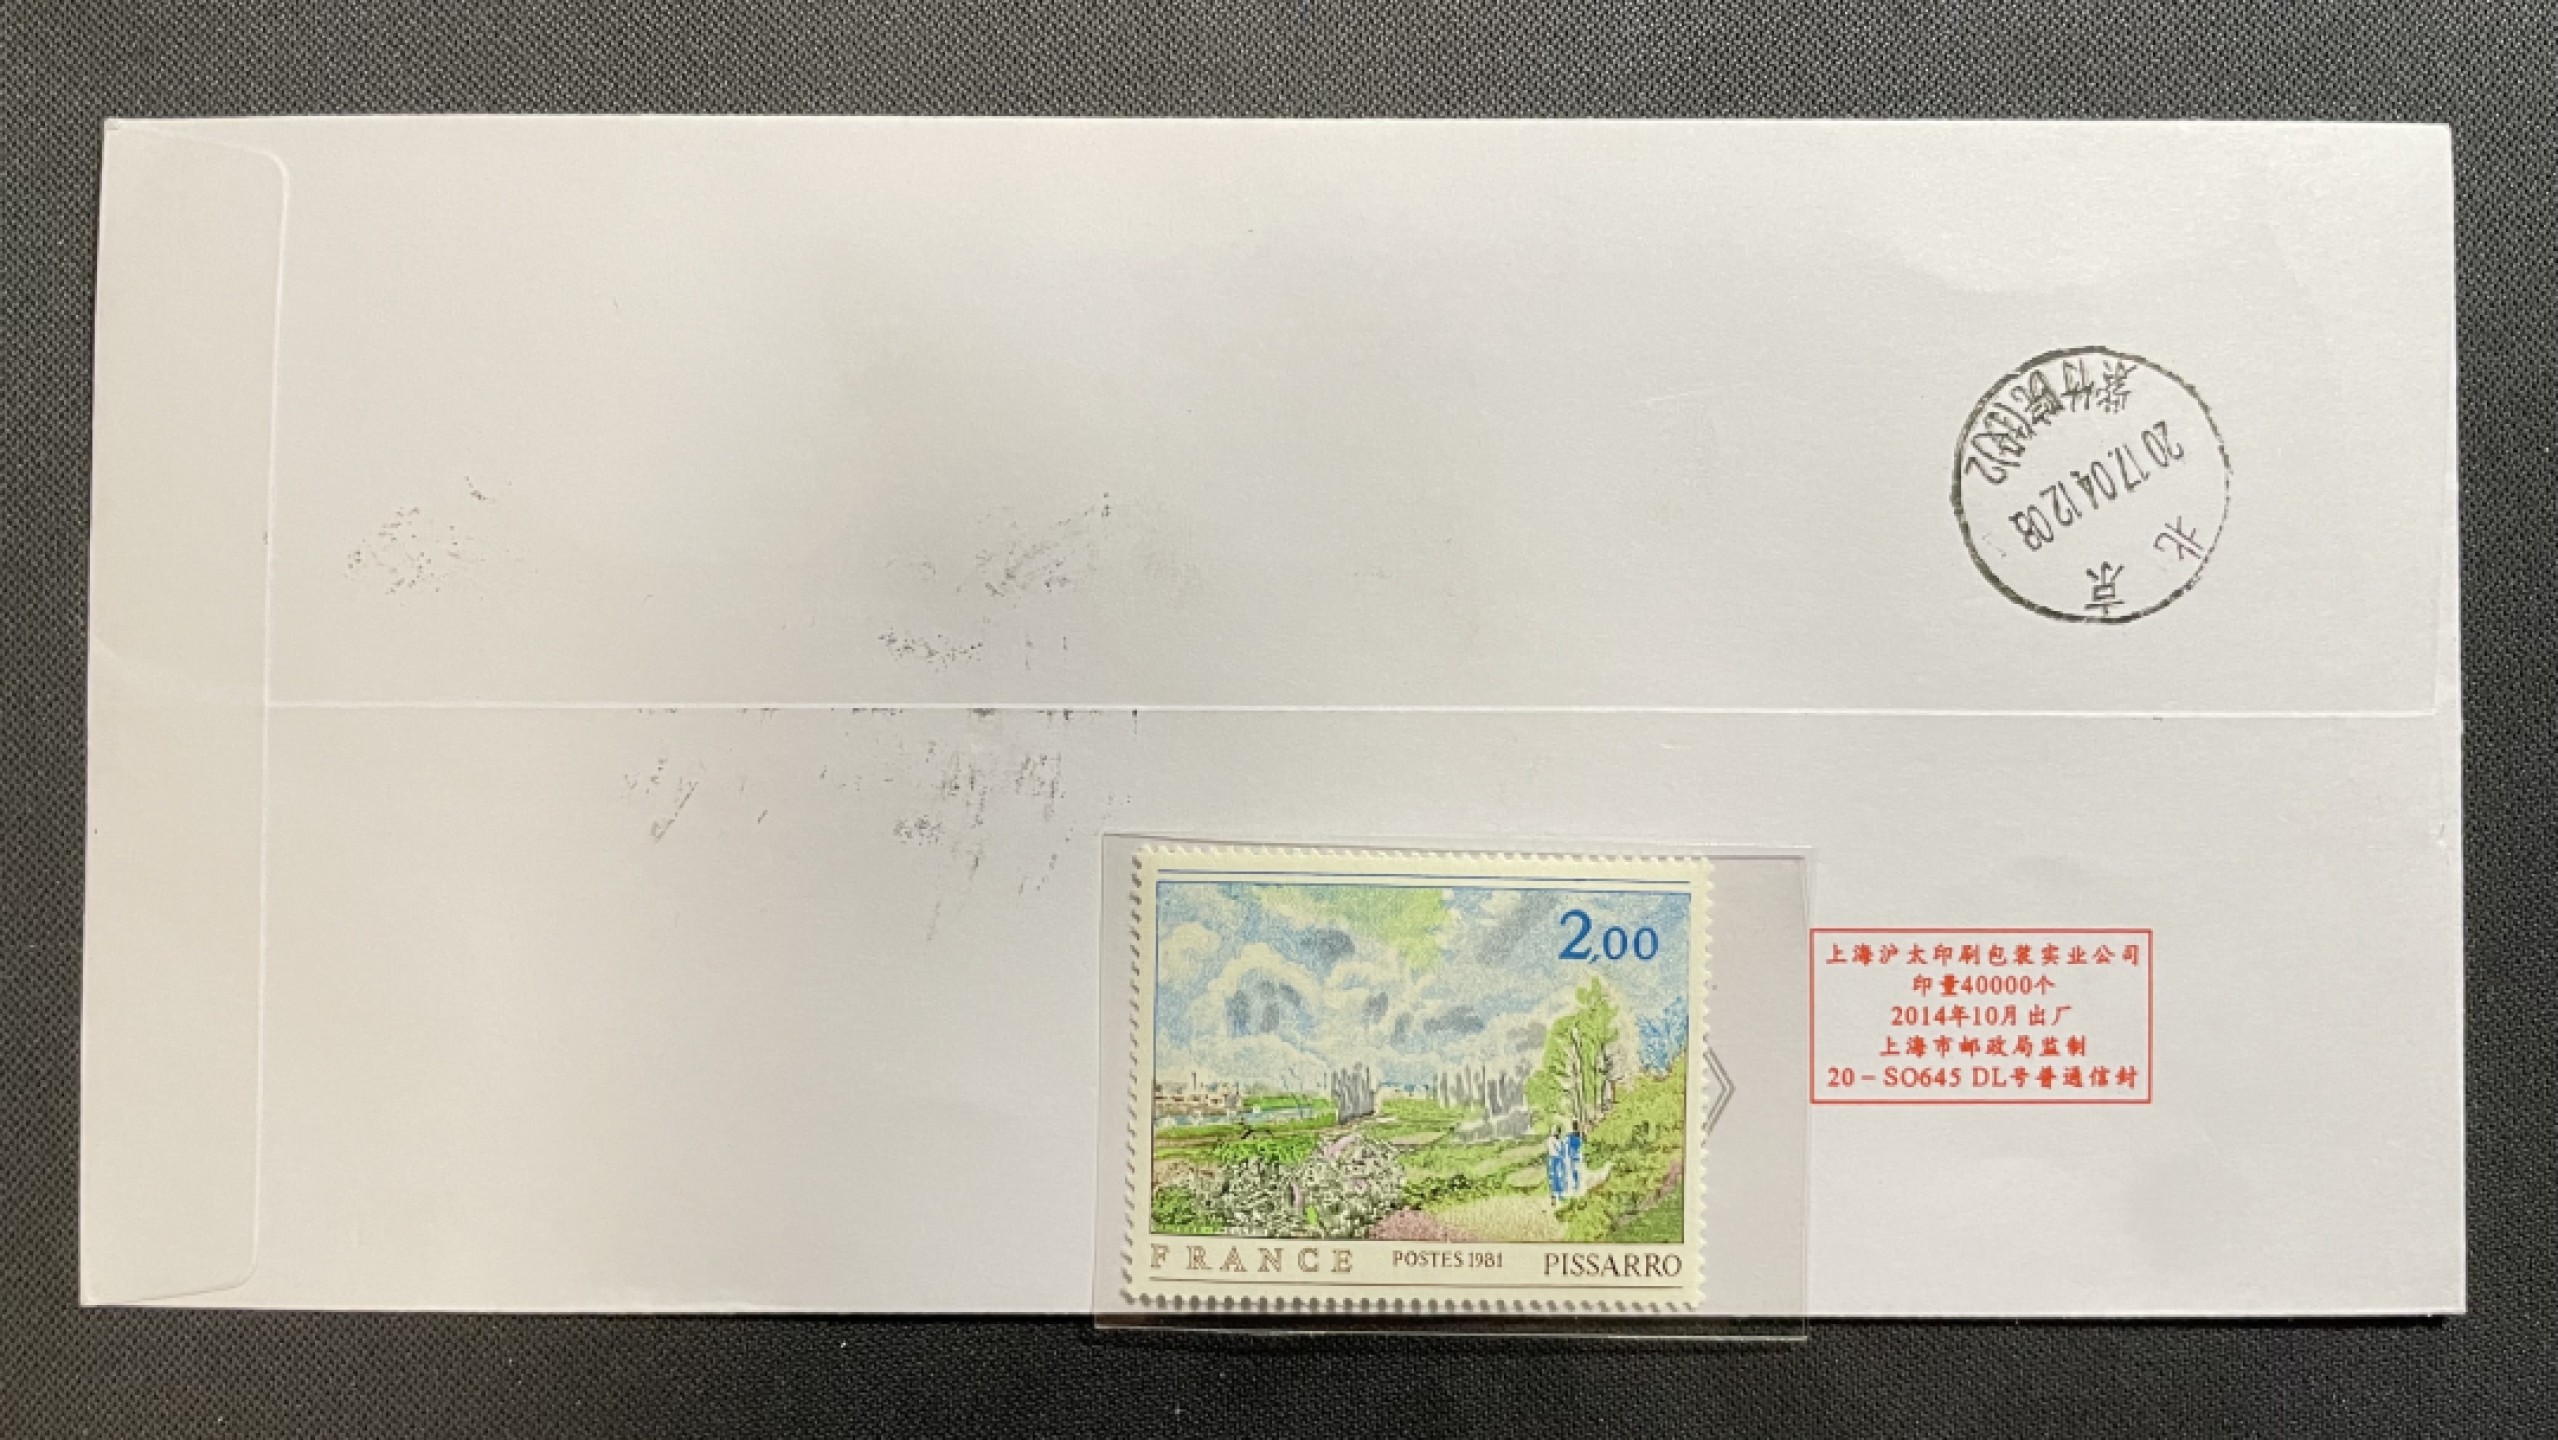 北京
2017.04.12.08
紫竹院
2,00
FRANCE POSTES 1981 PISSARRO
上海沪太印刷包装实业公司
印量40000个
2014年10月出厂
上海市邮政局监制
20－SO645 DL号普通信封